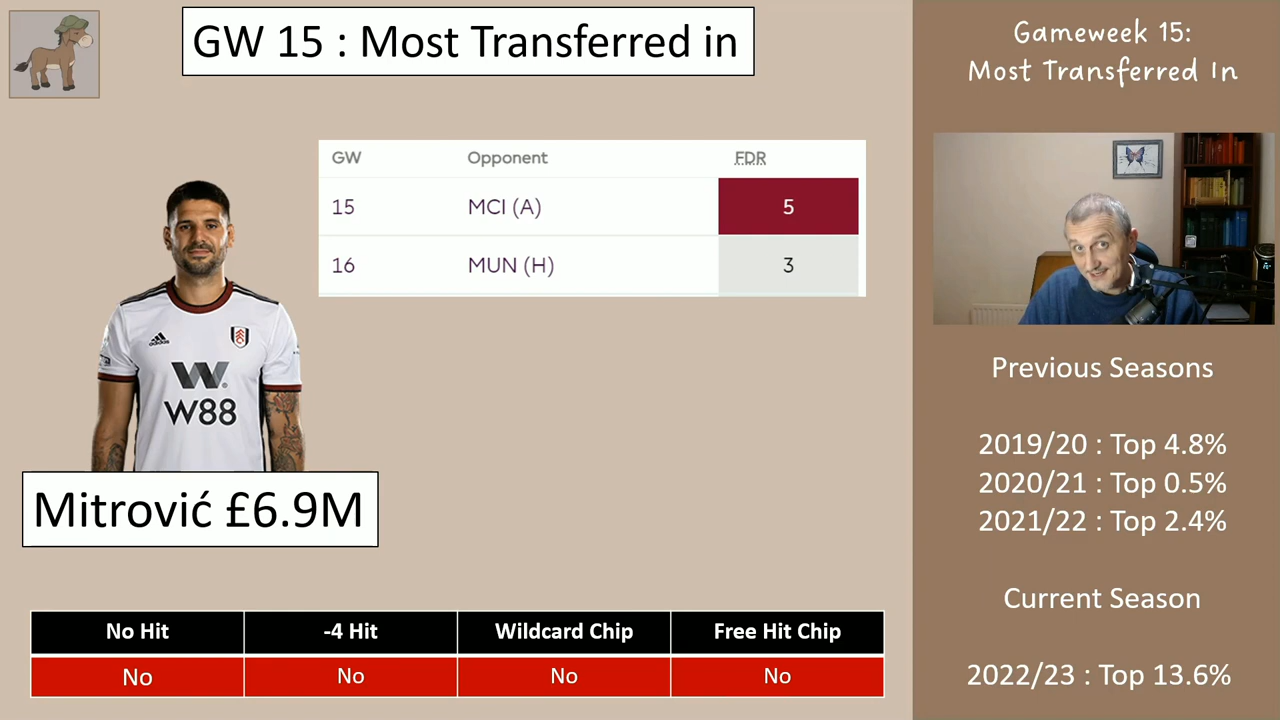 GW 15 : Most Transferred in
GW Opponent FDR
15 MCI (A) 5
16 MUN (H) 3
W88
Mitrović £6.9M
No Hit -4 Hit Wildcard Chip Free Hit Chip
No No No No
Gameweek 15:
Most Transferred In
Previous Seasons
2019/20 : Top 4.8%
2020/21 : Top 0.5%
2021/22 : Top 2.4%
Current Season
2022/23 : Top 13.6%